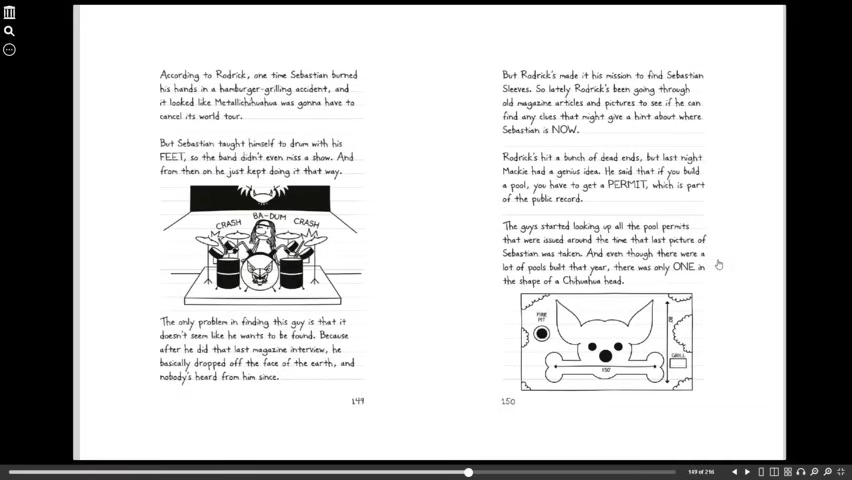 According to Rodrick, one time Sebastian burned
his hands in a hamburger-grilling accident, and
it looked like Metallichihuahua was gonna have to
cancel its world tour.
But Sebastian taught himself to drum with his
FEET, so the band didn't even miss a show. And
from then on he just kept doing it that way.
CRASH BA-DUM CRASH
The only problem in finding this guy is that it
doesn't seem like he wants to be found. Because
after he did that last magazine interview, he
basically dropped off the face of the earth, and
nobody's heard from him since.
149
But Rodrick's made it his mission to find Sebastian
Sleeves. So lately Rodrick's been going through
old magazine articles and pictures to see if he can
find any clues that might give a hint about where
Sebastian is NOW.
Rodrick's hit a bunch of dead ends, but last night
Mackie had a genius idea. He said that if you build
a pool, you have to get a PERMIT, which is part
of the public record.
The guys started looking up all the pool permits
that were issued around the time that last picture of
Sebastian was taken. And even though there were a
lot of pools built that year, there was only ONE in
the shape of a Chihuahua head.
FIRE
PIT
GRILL
150'
150
149 of 216